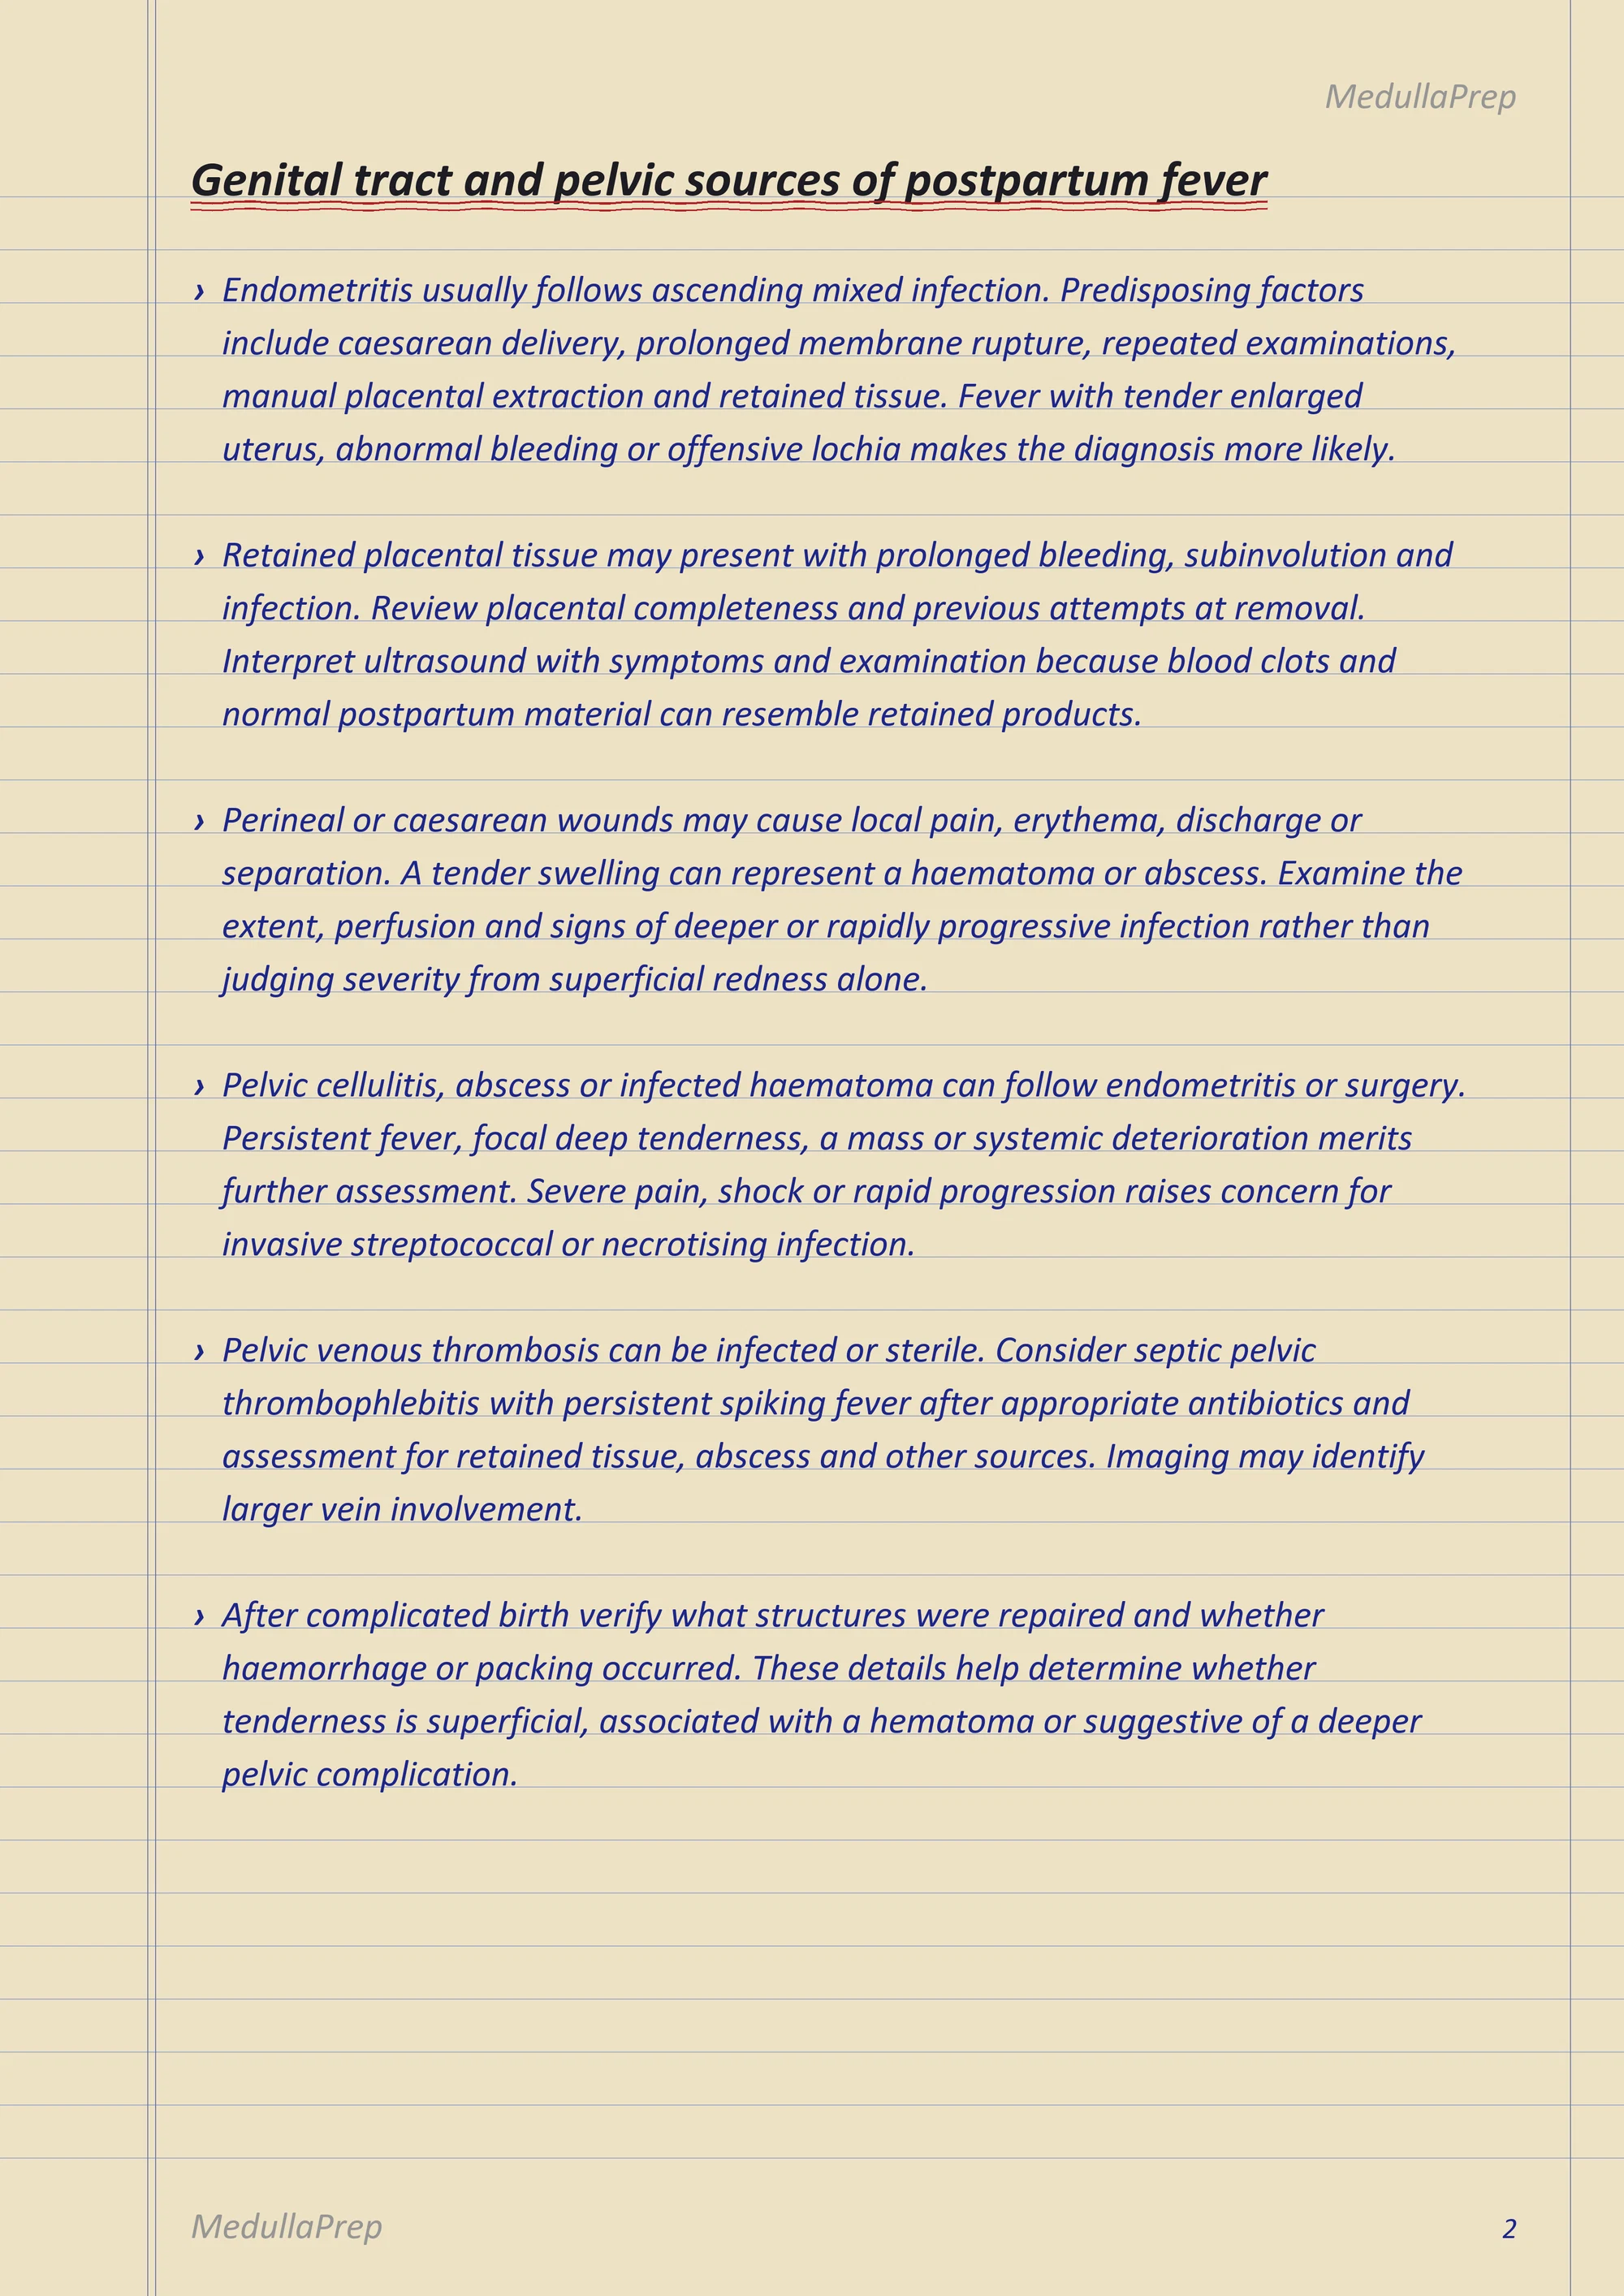 MedullaPrep
Genital tract and pelvic sources of postpartum fever
› Endometritis usually follows ascending mixed infection. Predisposing factors
include caesarean delivery, prolonged membrane rupture, repeated examinations,
manual placental extraction and retained tissue. Fever with tender enlarged
uterus, abnormal bleeding or offensive lochia makes the diagnosis more likely.
› Retained placental tissue may present with prolonged bleeding, subinvolution and
infection. Review placental completeness and previous attempts at removal.
Interpret ultrasound with symptoms and examination because blood clots and
normal postpartum material can resemble retained products.
› Perineal or caesarean wounds may cause local pain, erythema, discharge or
separation. A tender swelling can represent a haematoma or abscess. Examine the
extent, perfusion and signs of deeper or rapidly progressive infection rather than
judging severity from superficial redness alone.
› Pelvic cellulitis, abscess or infected haematoma can follow endometritis or surgery.
Persistent fever, focal deep tenderness, a mass or systemic deterioration merits
further assessment. Severe pain, shock or rapid progression raises concern for
invasive streptococcal or necrotising infection.
› Pelvic venous thrombosis can be infected or sterile. Consider septic pelvic
thrombophlebitis with persistent spiking fever after appropriate antibiotics and
assessment for retained tissue, abscess and other sources. Imaging may identify
larger vein involvement.
› After complicated birth verify what structures were repaired and whether
haemorrhage or packing occurred. These details help determine whether
tenderness is superficial, associated with a hematoma or suggestive of a deeper
pelvic complication.
MedullaPrep
2